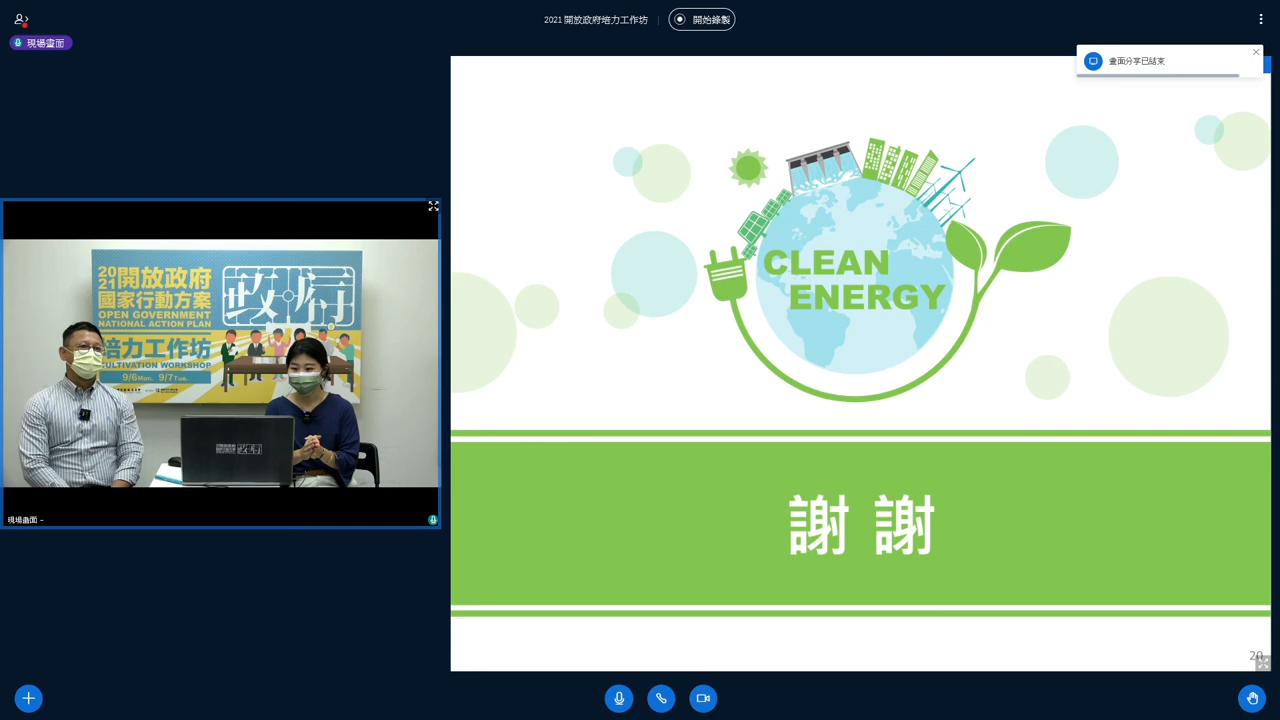 2021 開放政府培力工作坊
開始錄製
現場畫面
畫面分享已結束
2021開放政府
國家行動方案
OPEN GOVERNMENT
NATIONAL ACTION PLAN
培力工作坊
CULTIVATION WORKSHOP
9/6Mon. 9/7Tue.
現場畫面
CLEAN
ENERGY
謝 謝
20